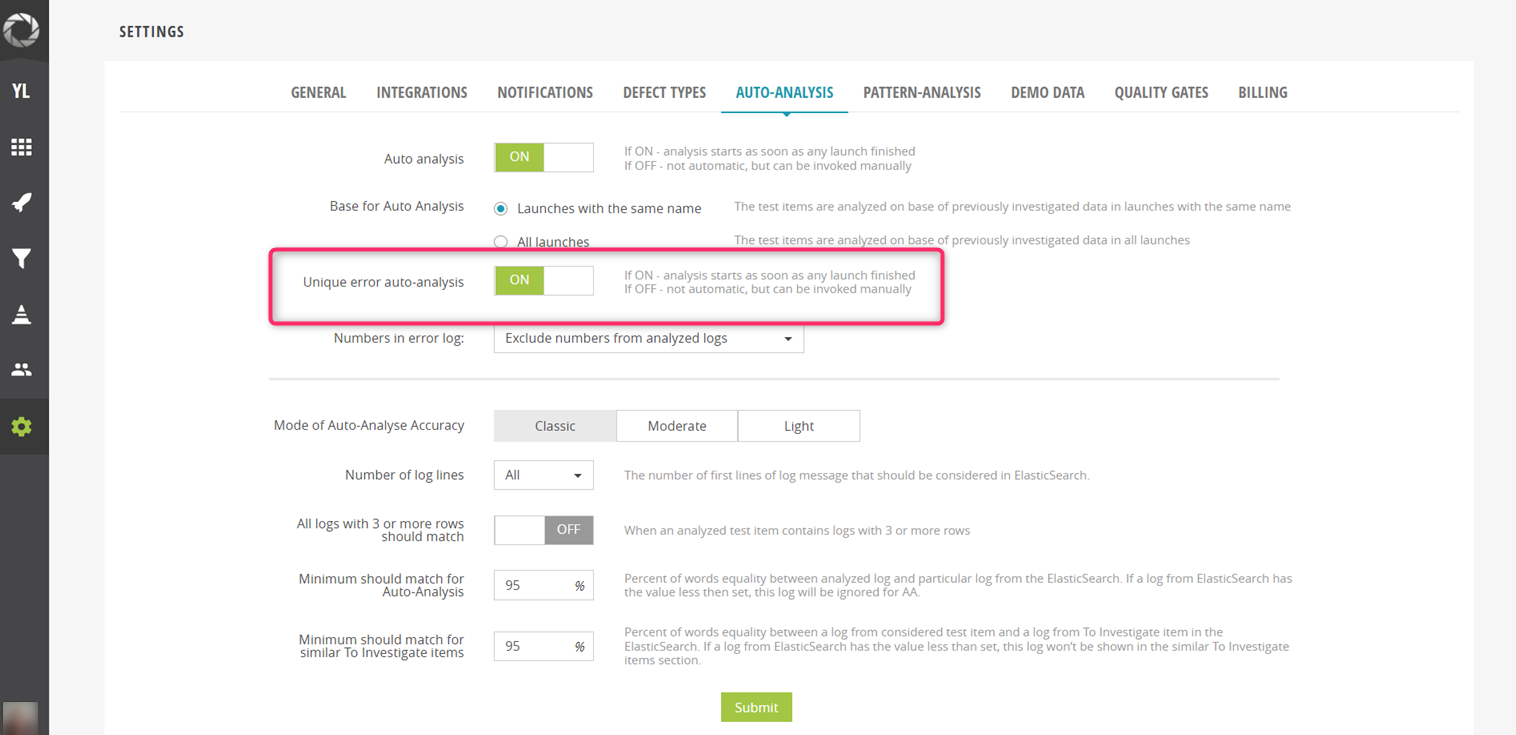 YL
SETTINGS
GENERAL INTEGRATIONS NOTIFICATIONS DEFECT TYPES AUTO-ANALYSIS PATTERN-ANALYSIS DEMO DATA QUALITY GATES BILLING
Auto analysis ON If ON - analysis starts as soon as any launch finished
If OFF - not automatic, but can be invoked manually
Base for Auto Analysis Launches with the same name The test items are analyzed on base of previously investigated data in launches with the same name
All launches The test items are analyzed on base of previously investigated data in all launches
Unique error auto-analysis ON If ON - analysis starts as soon as any launch finished
If OFF - not automatic, but can be invoked manually
Numbers in error log: Exclude numbers from analyzed logs
Mode of Auto-Analyse Accuracy Classic Moderate Light
Number of log lines All The number of first lines of log message that should be considered in ElasticSearch.
All logs with 3 or more rows
should match OFF When an analyzed test item contains logs with 3 or more rows
Minimum should match for
Auto-Analysis 95 % Percent of words equality between analyzed log and particular log from the ElasticSearch. If a log from ElasticSearch has
the value less then set, this log will be ignored for AA.
Minimum should match for
similar To Investigate items 95 % Percent of words equality between a log from considered test item and a log from To Investigate item in the
ElasticSearch. If a log from ElasticSearch has the value less than set, this log won't be shown in the similar To Investigate
items section.
Submit